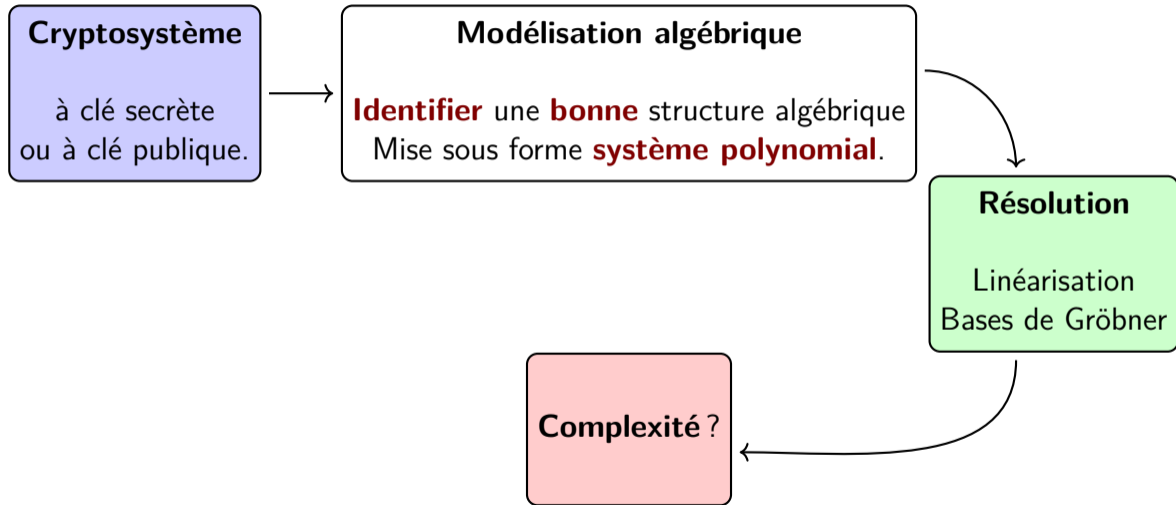 Cryptosystème
à clé secrète
ou à clé publique.
Modélisation algébrique
Identifier une bonne structure algébrique
Mise sous forme système polynomial.
Résolution
Linéarisation
Bases de Gröbner
Complexité ?